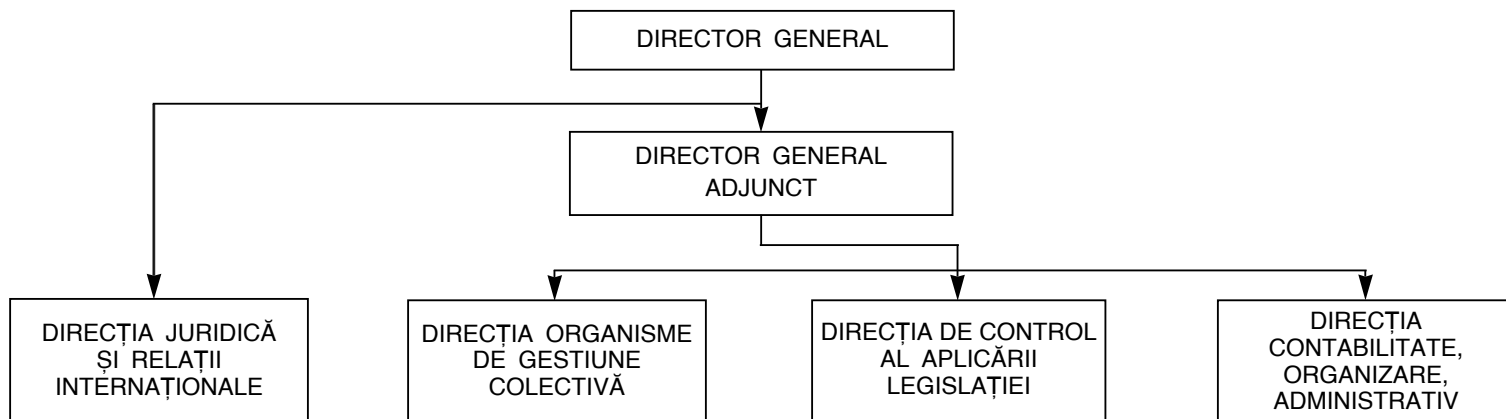 DIRECTOR GENERAL
DIRECTOR GENERAL
ADJUNCT
DIRECȚIA JURIDICĂ
ȘI RELAȚII
INTERNAȚIONALE
DIRECȚIA ORGANISME
DE GESTIUNE
COLECTIVĂ
DIRECȚIA DE CONTROL
AL APLICĂRII
LEGISLAȚIEI
DIRECȚIA
CONTABILITATE,
ORGANIZARE,
ADMINISTRATIV